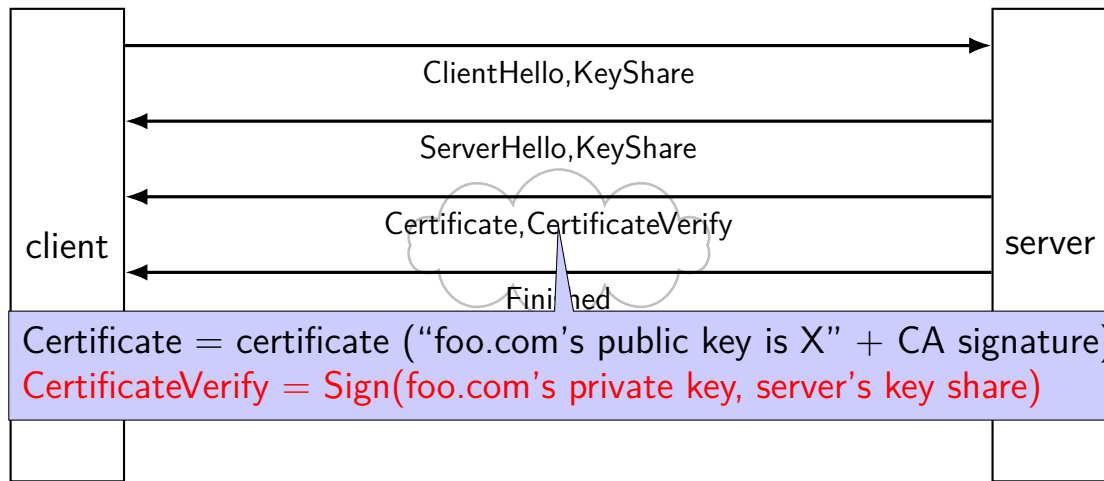 ClientHello,KeyShare
ServerHello,KeyShare
Certificate,CertificateVerify
client
server
Finished
Certificate = certificate (“foo.com’s public key is X” + CA signature)
CertificateVerify = Sign(foo.com’s private key, server’s key share)